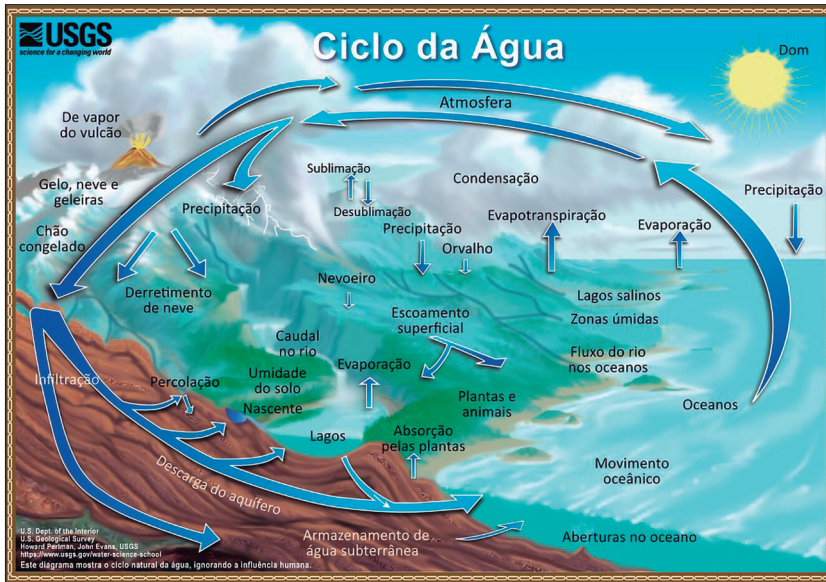 USGS
science for a changing world
Ciclo da Água
Dom
Atmosfera
De vapor
do vulcão
Gelo, neve e
geleiras
Precipitação
Sublimação
Desublimação
Condensação
Precipitação
Chão
congelado
Precipitação
Evapotranspiração
Evaporação
Orvalho
Nevoeiro
Derretimento
de neve
Lagos salinos
Escoamento
superficial
Zonas úmidas
Caudal
no rio
Fluxo do rio
nos oceanos
Infiltração
Percolação
Umidade
do solo
Evaporação
Nascente
Plantas e
animais
Oceanos
Lagos
Absorção
pelas plantas
Descarga do aquífero
Movimento
oceânico
Armazenamento de
água subterrânea
Aberturas no oceano
U.S. Dept. of the Interior
U.S. Geological Survey
Howard Perlman, John Evans, USGS
https://www.usgs.gov/water-science-school
Este diagrama mostra o ciclo natural da água, ignorando a influência humana.